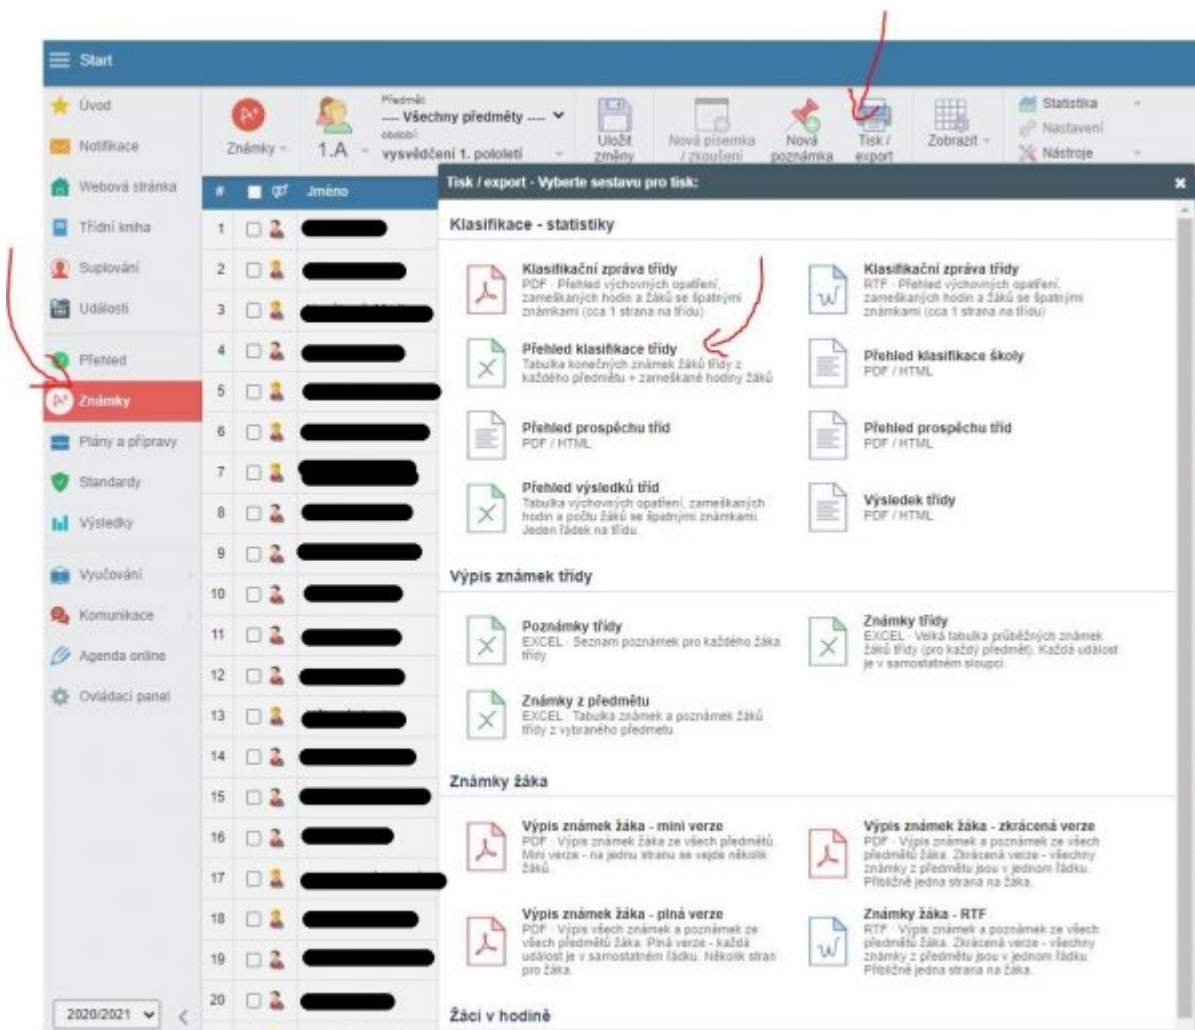 Start
Úvod
Notifikace
Webová stránka
Třídní kniha
Suplování
Události
Přehled
Známky
Plány a přípravy
Standardy
Výsledky
Vyučování
Komunikace
Agenda online
Ovládací panel
2020/2021
Známky
1.A
Předmět:
---- Všechny předměty ----
období:
vysvědčení 1. pololetí
Uložit
změny
Nová písemka
/ zkoušení
Nová
poznámka
Tisk /
export
Zobrazit
Statistika
Nastavení
Nástroje
# Jméno
1
2
3
4
5
6
7
8
9
10
11
12
13
14
15
16
17
18
19
20
Tisk / export - Vyberte sestavu pro tisk:
Klasifikace - statistiky
Klasifikační zpráva třídy
PDF · Přehled výchovných opatření,
zameškaných hodin a žáků se špatnými
známkami (cca 1 strana na třídu)
Klasifikační zpráva třídy
RTF · Přehled výchovných opatření,
zameškaných hodin a žáků se špatnými
známkami (cca 1 strana na třídu)
Přehled klasifikace třídy
Tabulka konečných známek žáků třídy z
každého předmětu + zameškané hodiny žáků
Přehled klasifikace školy
PDF / HTML
Přehled prospěchu tříd
PDF / HTML
Přehled prospěchu tříd
PDF / HTML
Přehled výsledků tříd
Tabulka výchovných opatření, zameškaných
hodin a počtu žáků se špatnými známkami.
Jeden řádek na třídu.
Výsledek třídy
PDF / HTML
Výpis známek třídy
Poznámky třídy
EXCEL · Seznam poznámek pro každého žáka
třídy
Známky třídy
EXCEL · Velká tabulka průběžných známek
žáků třídy (pro každý předmět). Každá událost
je v samostatném sloupci.
Známky z předmětu
EXCEL · Tabulka známek a poznámek žáků
třídy z vybraného předmetu
Známky žáka
Výpis známek žáka - mini verze
PDF · Výpis známek žáka ze všech předmětů.
Mini verze - na jednu stranu se vejde několik
žáků.
Výpis známek žáka - zkrácená verze
PDF · Výpis známek a poznámek ze všech
předmětů žáka. Zkrácená verze - všechny
známky z předmětu jsou v jednom řádku.
Přibližně jedna strana na žáka.
Výpis známek žáka - plná verze
PDF · Výpis všech známek a poznámek ze
všech předmětů žáka. Plná verze - každá
událost je v samostatném řádku. Několik stran
pro žáka.
Známky žáka - RTF
RTF · Výpis známek a poznámek ze všech
předmětů žáka. Zkrácená verze - všechny
známky z předmětu jsou v jednom řádku.
Přibližně jedna strana na žáka.
Žáci v hodině